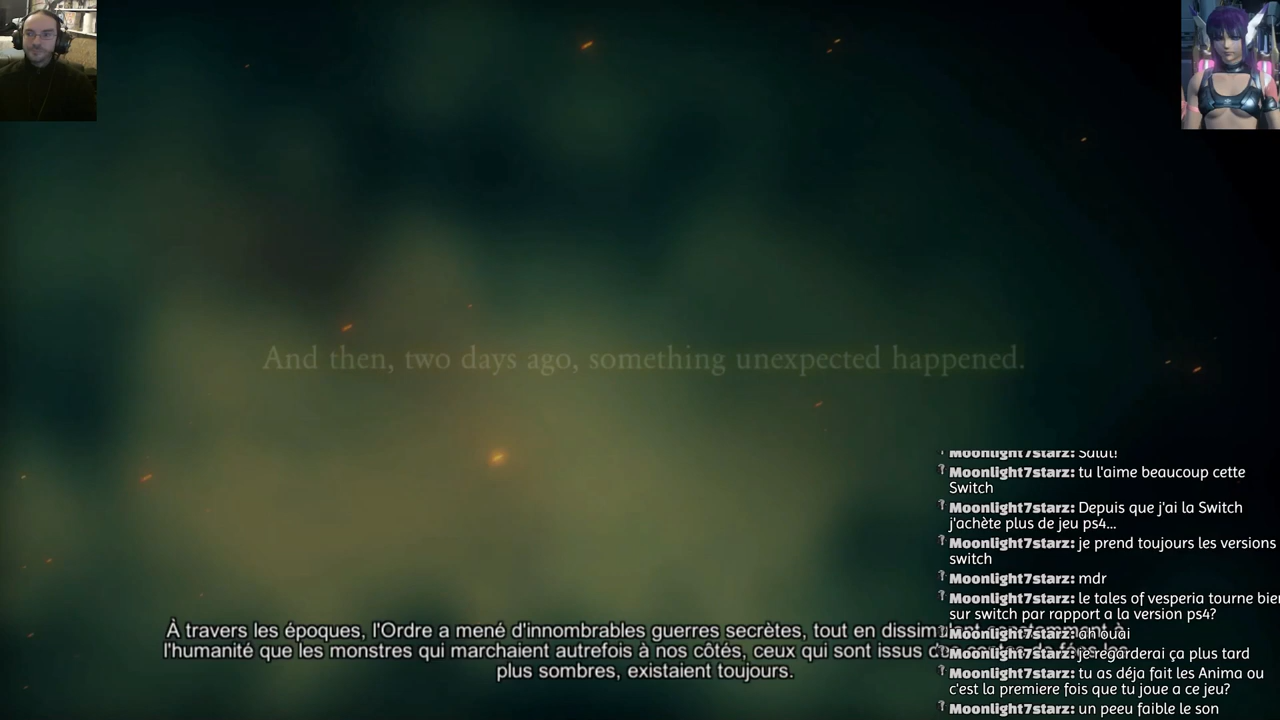 And then, two days ago, something unexpected happened.
Moonlight7starz: Salut!
Moonlight7starz: tu l'aime beaucoup cette
Switch
Moonlight7starz: Depuis que j'ai la Switch
j'achète plus de jeu ps4...
Moonlight7starz: je prend toujours les versions
switch
Moonlight7starz: mdr
Moonlight7starz: le tales of vesperia tourne bien
sur switch par rapport a la version ps4?
Moonlight7starz: ah ouai
Moonlight7starz: je regarderai ça plus tard
Moonlight7starz: tu as déja fait les Anima ou
c'est la premiere fois que tu joue a ce jeu?
Moonlight7starz: un peeu faible le son
À travers les époques, l'Ordre a mené d'innombrables guerres secrètes, tout en
l'humanité que les monstres qui marchaient autrefois à nos côtés, ceux qui sont issus
plus sombres, existaient toujours.